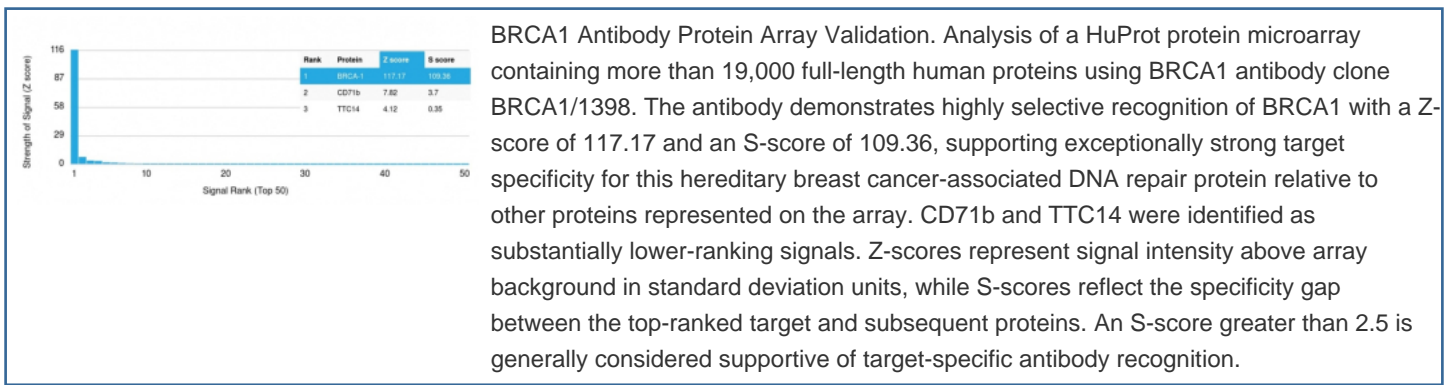 BRCA1 Antibody Protein Array Validation. Analysis of a HuProt protein microarray
containing more than 19,000 full-length human proteins using BRCA1 antibody clone
BRCA1/1398. The antibody demonstrates highly selective recognition of BRCA1 with a Z-
score of 117.17 and an S-score of 109.36, supporting exceptionally strong target
specificity for this hereditary breast cancer-associated DNA repair protein relative to
other proteins represented on the array. CD71b and TTC14 were identified as
substantially lower-ranking signals. Z-scores represent signal intensity above array
background in standard deviation units, while S-scores reflect the specificity gap
between the top-ranked target and subsequent proteins. An S-score greater than 2.5 is
generally considered supportive of target-specific antibody recognition.
Strength of Signal (Z score)
116
87
58
29
0
1 10 20 30 40 50
Signal Rank (Top 50)
Rank Protein Z score S score
1 BRCA-1 117.17 109.36
2 CD71b 7.82 3.7
3 TTC14 4.12 0.35